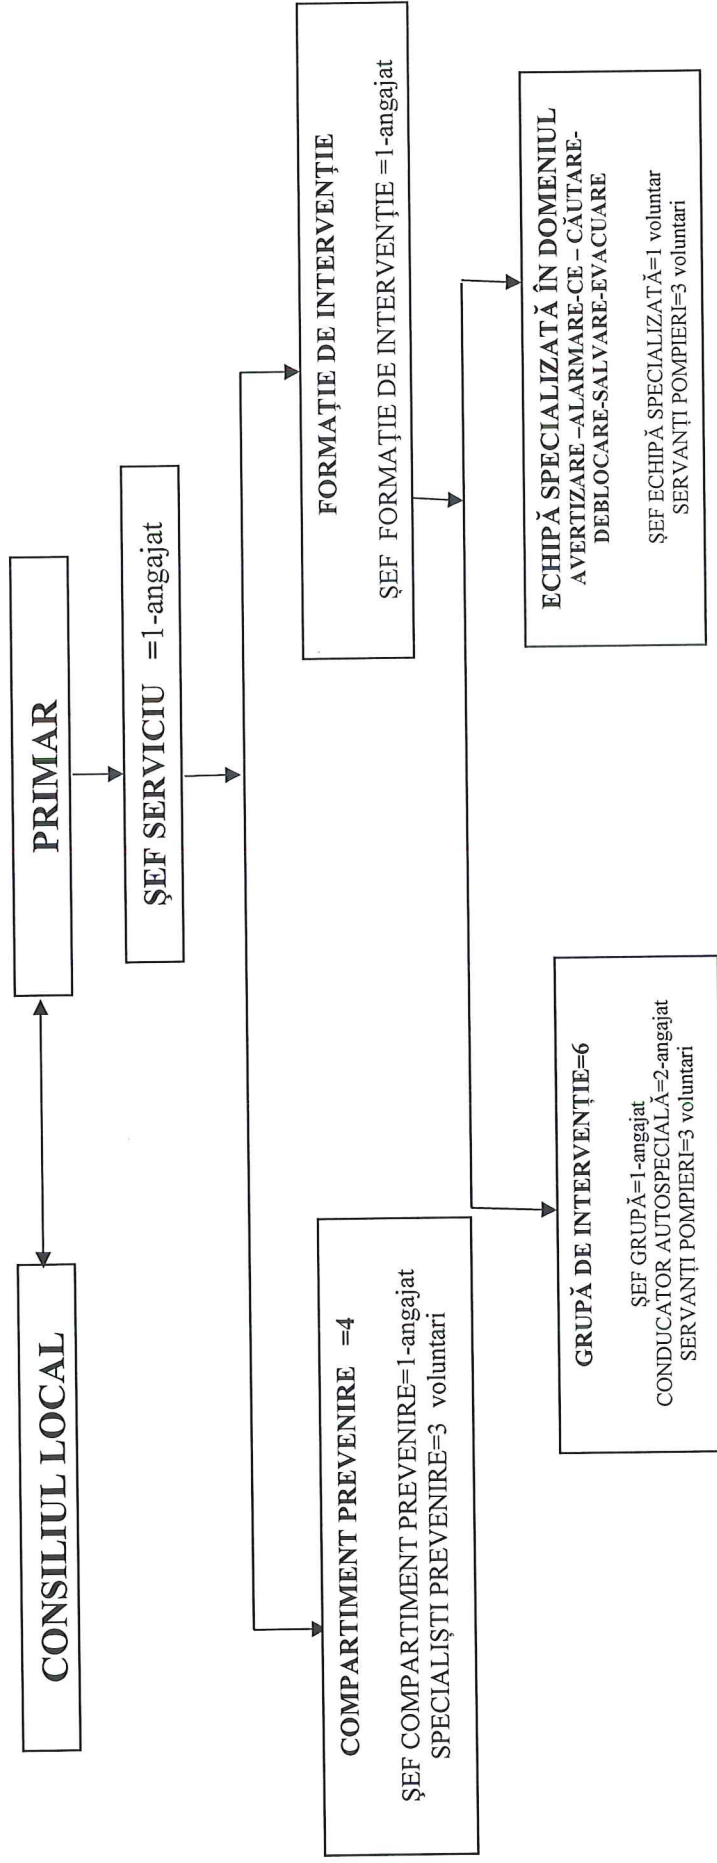 CONSILIUL LOCAL
PRIMAR
ŞEF SERVICIU =1-angajat
COMPARTIMENT PREVENIRE =4
ŞEF COMPARTIMENT PREVENIRE=1-angajat
SPECIALIŞTI PREVENIRE=3 voluntari
FORMAŢIE DE INTERVENŢIE
ŞEF FORMAŢIE DE INTERVENŢIE =1-angajat
GRUPĂ DE INTERVENŢIE=6
ŞEF GRUPĂ=1-angajat
CONDUCATOR AUTOSPECIALĂ=2-angajat
SERVANŢI POMPIERI=3 voluntari
ECHIPĂ SPECIALIZATĂ ÎN DOMENIUL
AVERTIZARE –ALARMARE-CE – CĂUTARE-
DEBLOCARE-SALVARE-EVACUARE
ŞEF ECHIPĂ SPECIALIZATĂ=1 voluntar
SERVANŢI POMPIERI=3 voluntari